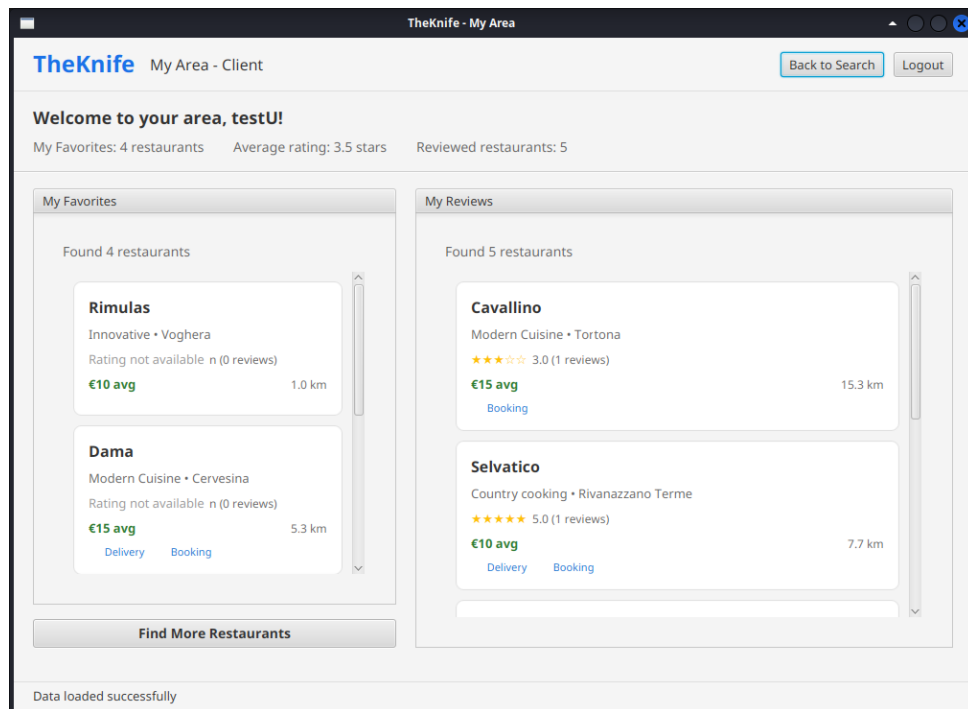 TheKnife - My Area
TheKnife My Area - Client Back to Search Logout
Welcome to your area, testU!
My Favorites: 4 restaurants Average rating: 3.5 stars Reviewed restaurants: 5
My Favorites
Found 4 restaurants
Rimulas
Innovative • Voghera
Rating not available n (0 reviews)
€10 avg 1.0 km
Dama
Modern Cuisine • Cervesina
Rating not available n (0 reviews)
€15 avg 5.3 km
Delivery Booking
Find More Restaurants
My Reviews
Found 5 restaurants
Cavallino
Modern Cuisine • Tortona
★★★☆☆ 3.0 (1 reviews)
€15 avg 15.3 km
Booking
Selvatico
Country cooking • Rivanazzano Terme
★★★★★ 5.0 (1 reviews)
€10 avg 7.7 km
Delivery Booking
Data loaded successfully